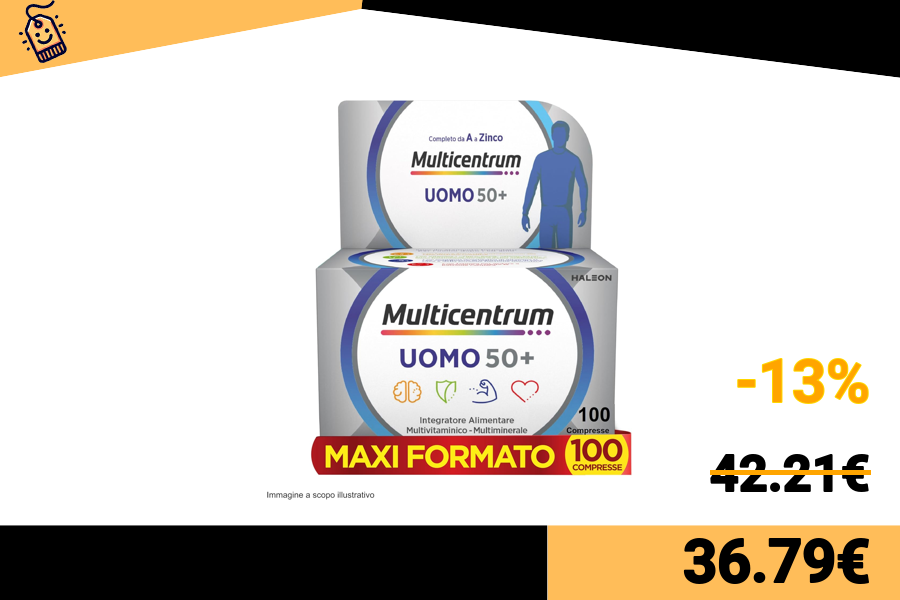 Completo da A a Zinco
Multicentrum
UOMO 50+
HALEON
Multicentrum
UOMO 50+
Integratore Alimentare
Multivitaminico - Multiminerale
100
Compresse
MAXI FORMATO
100
COMPRESSE
Immagine a scopo illustrativo
-13%
42.21€
36.79€